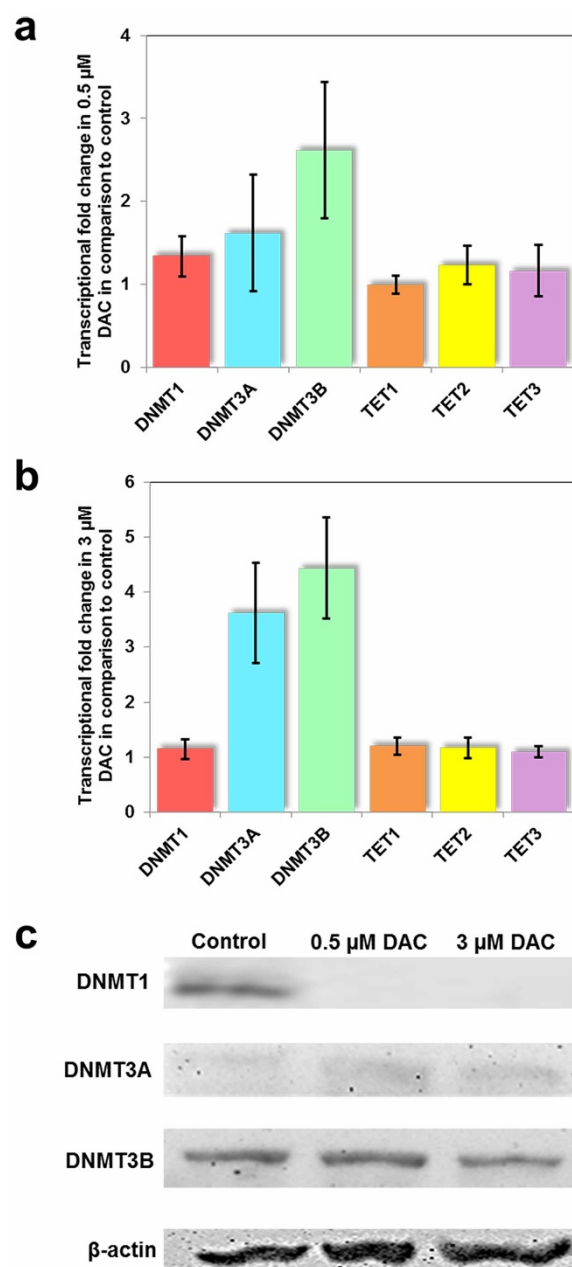 a
Transcriptional fold change in 0.5 µM
DAC in comparison to control
4
3
2
1
0
DNMT1
DNMT3A
DNMT3B
TET1
TET2
TET3
b
Transcriptional fold change in 3 µM
DAC in comparison to control
6
5
4
3
2
1
0
DNMT1
DNMT3A
DNMT3B
TET1
TET2
TET3
c
Control 0.5 µM DAC 3 µM DAC
DNMT1
DNMT3A
DNMT3B
β-actin